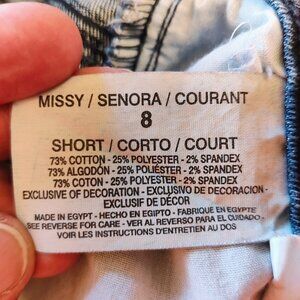 MISSY / SENORA / COURANT
8
SHORT / CORTO / COURT
73% COTTON - 25% POLYESTER - 2% SPANDEX
73% ALGODÓN - 25% POLIÉSTER - 2% SPANDEX
73% COTON - 25% POLYESTER - 2% SPANDEX
EXCLUSIVE OF DECORATION - EXCLUSIVO DE DECORACION -
EXCLUSIF DE DÉCOR
MADE IN EGYPT - HECHO EN EGIPTO - FABRIQUE EN EGYPTE
SEE REVERSE FOR CARE - VER AL REVERSO PARA EL CUIDADO -
VOIR LES INSTRUCTIONS D'ENTRETIEN AU DOS